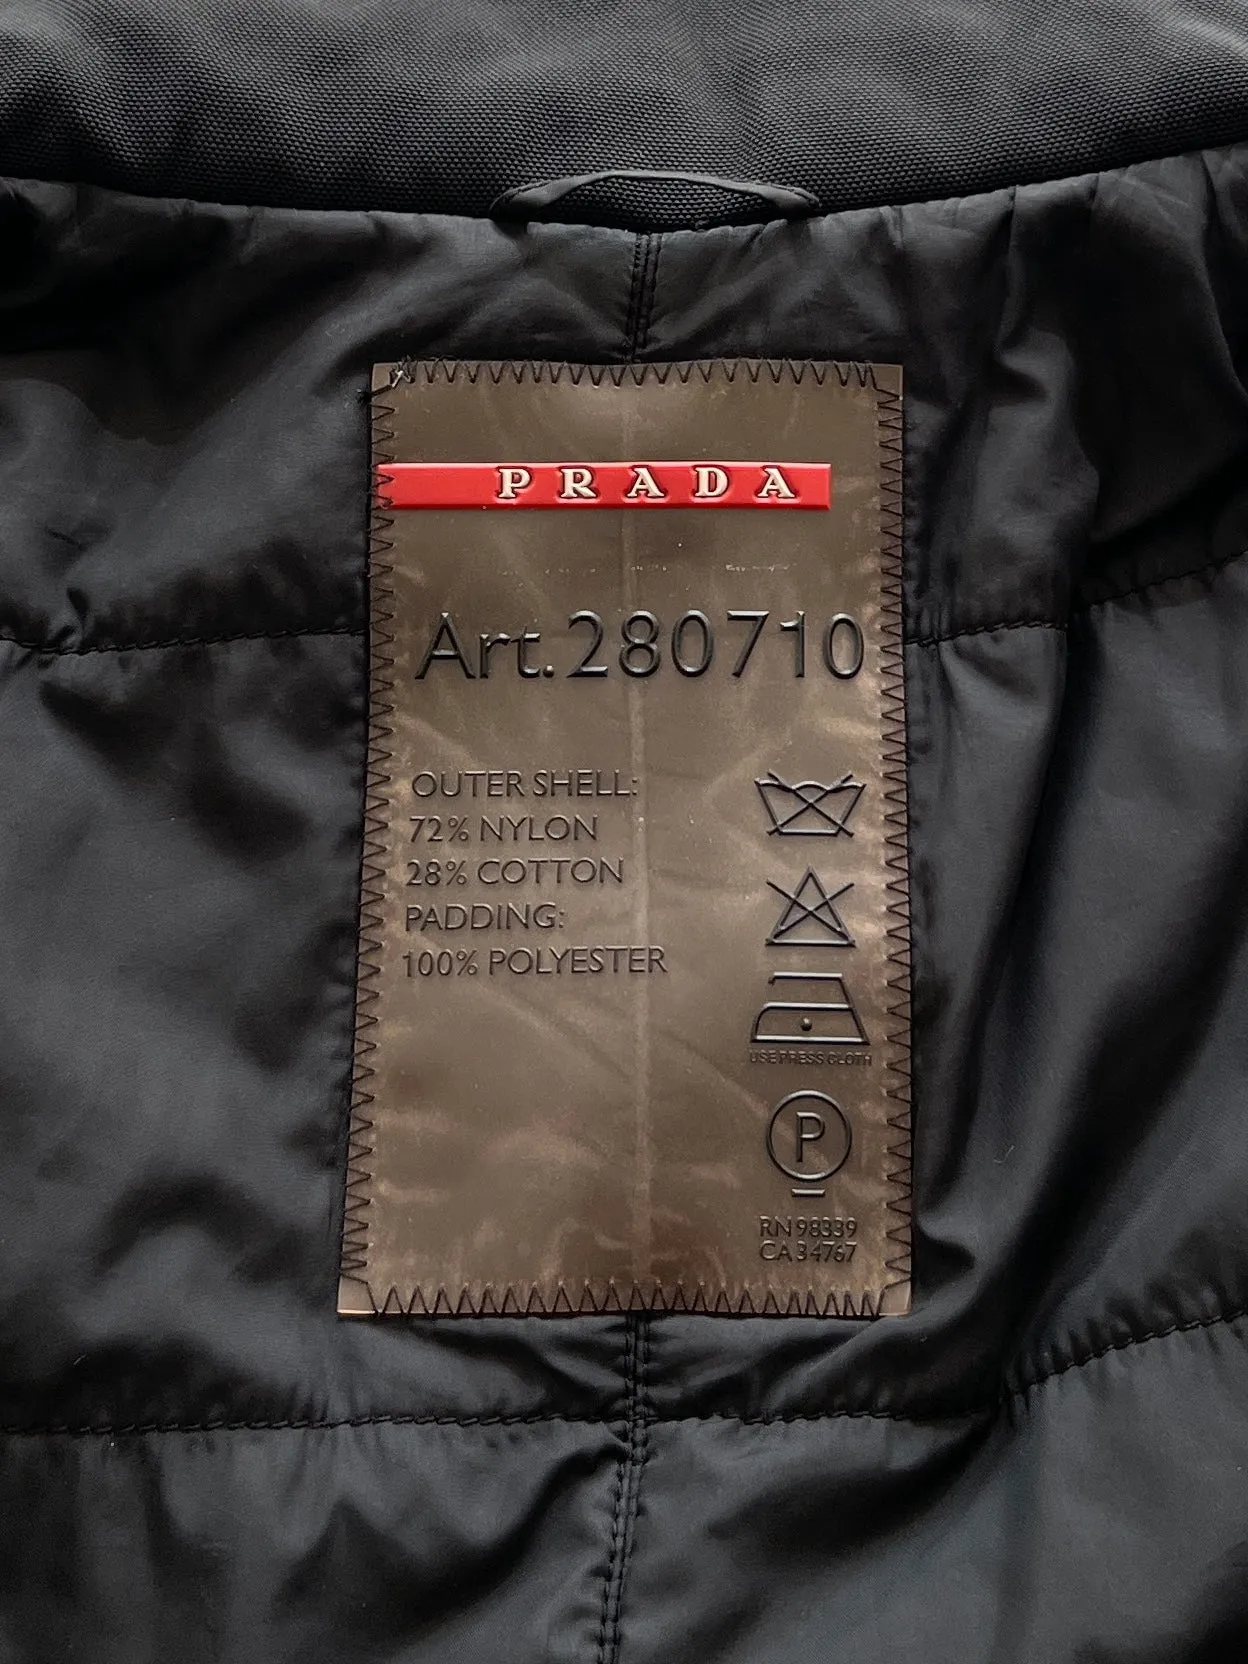 PRADA
Art.280710
OUTER SHELL:
72% NYLON
28% COTTON
PADDING:
100% POLYESTER
USE PRESS CLOTH
P
RN 98339
CA 34767